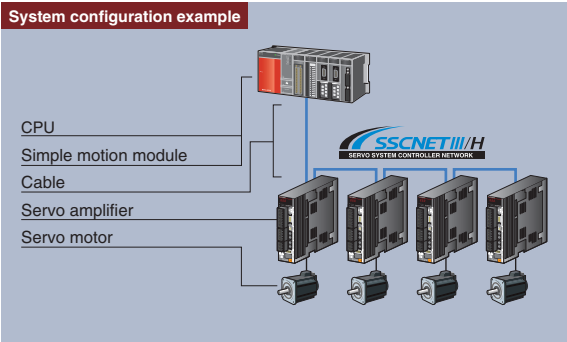 System configuration example
CPU
Simple motion module
Cable
Servo amplifier
Servo motor
SSCNETIII/H
SERVO SYSTEM CONTROLLER NETWORK